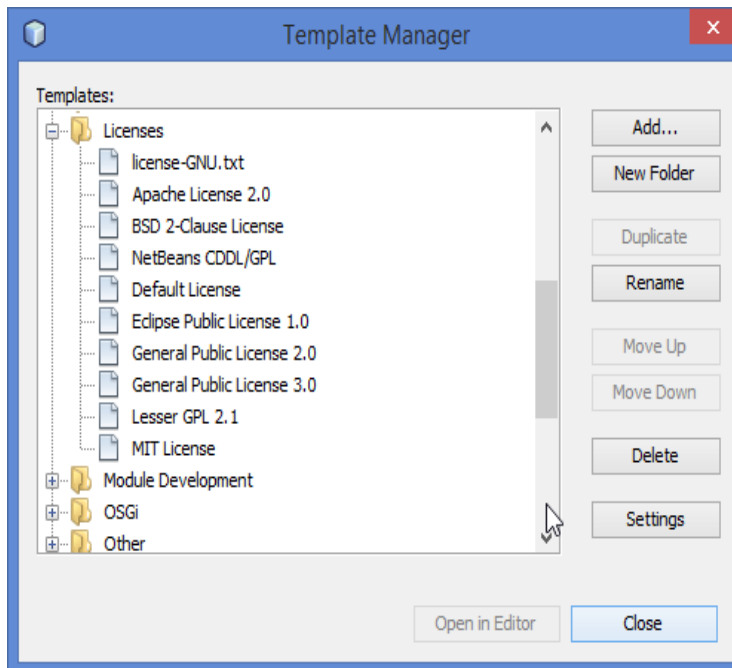 Template Manager
Templates:
Licenses
license-GNU.txt
Apache License 2.0
BSD 2-Clause License
NetBeans CDDL/GPL
Default License
Eclipse Public License 1.0
General Public License 2.0
General Public License 3.0
Lesser GPL 2.1
MIT License
Module Development
OSGi
Other
Add...
New Folder
Duplicate
Rename
Move Up
Move Down
Delete
Settings
Open in Editor
Close